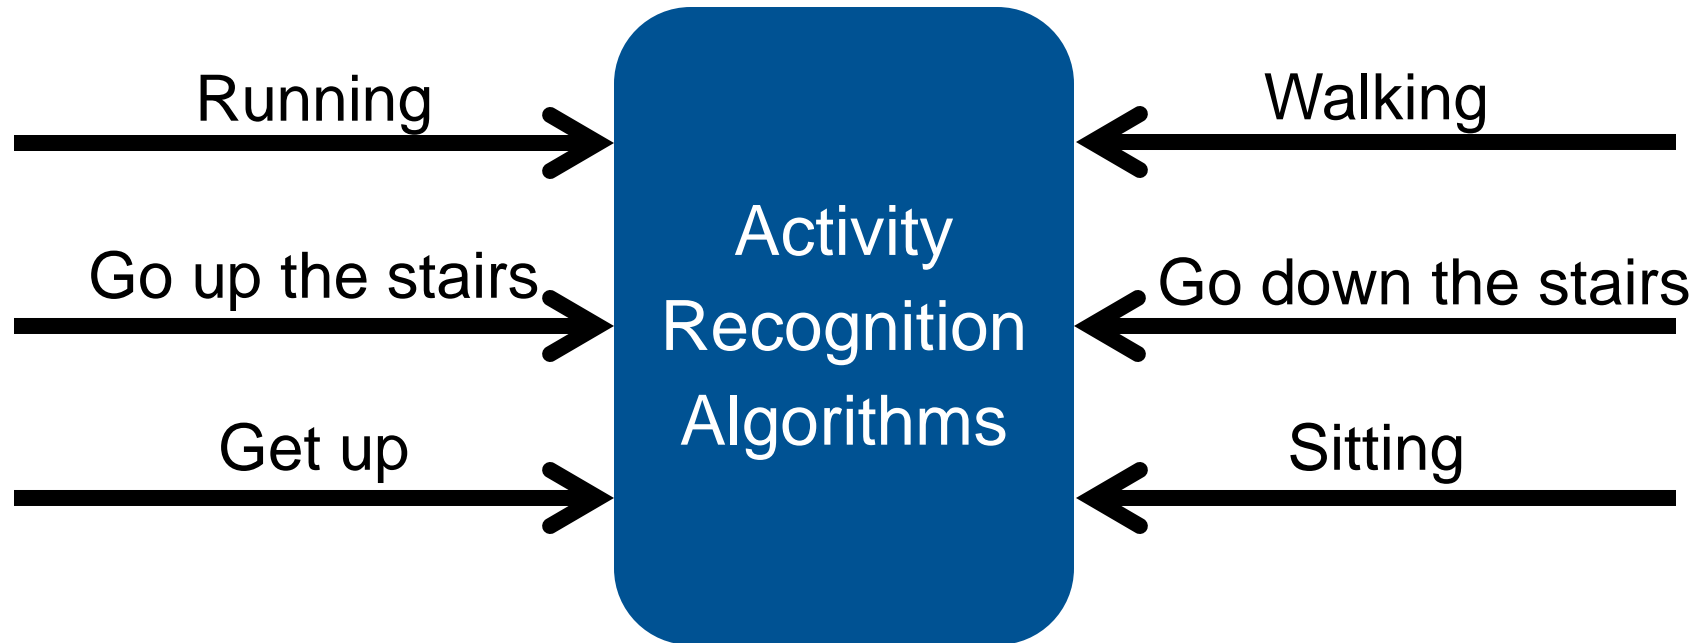 Running
Go up the stairs
Get up
Activity
Recognition
Algorithms
Walking
Go down the stairs
Sitting